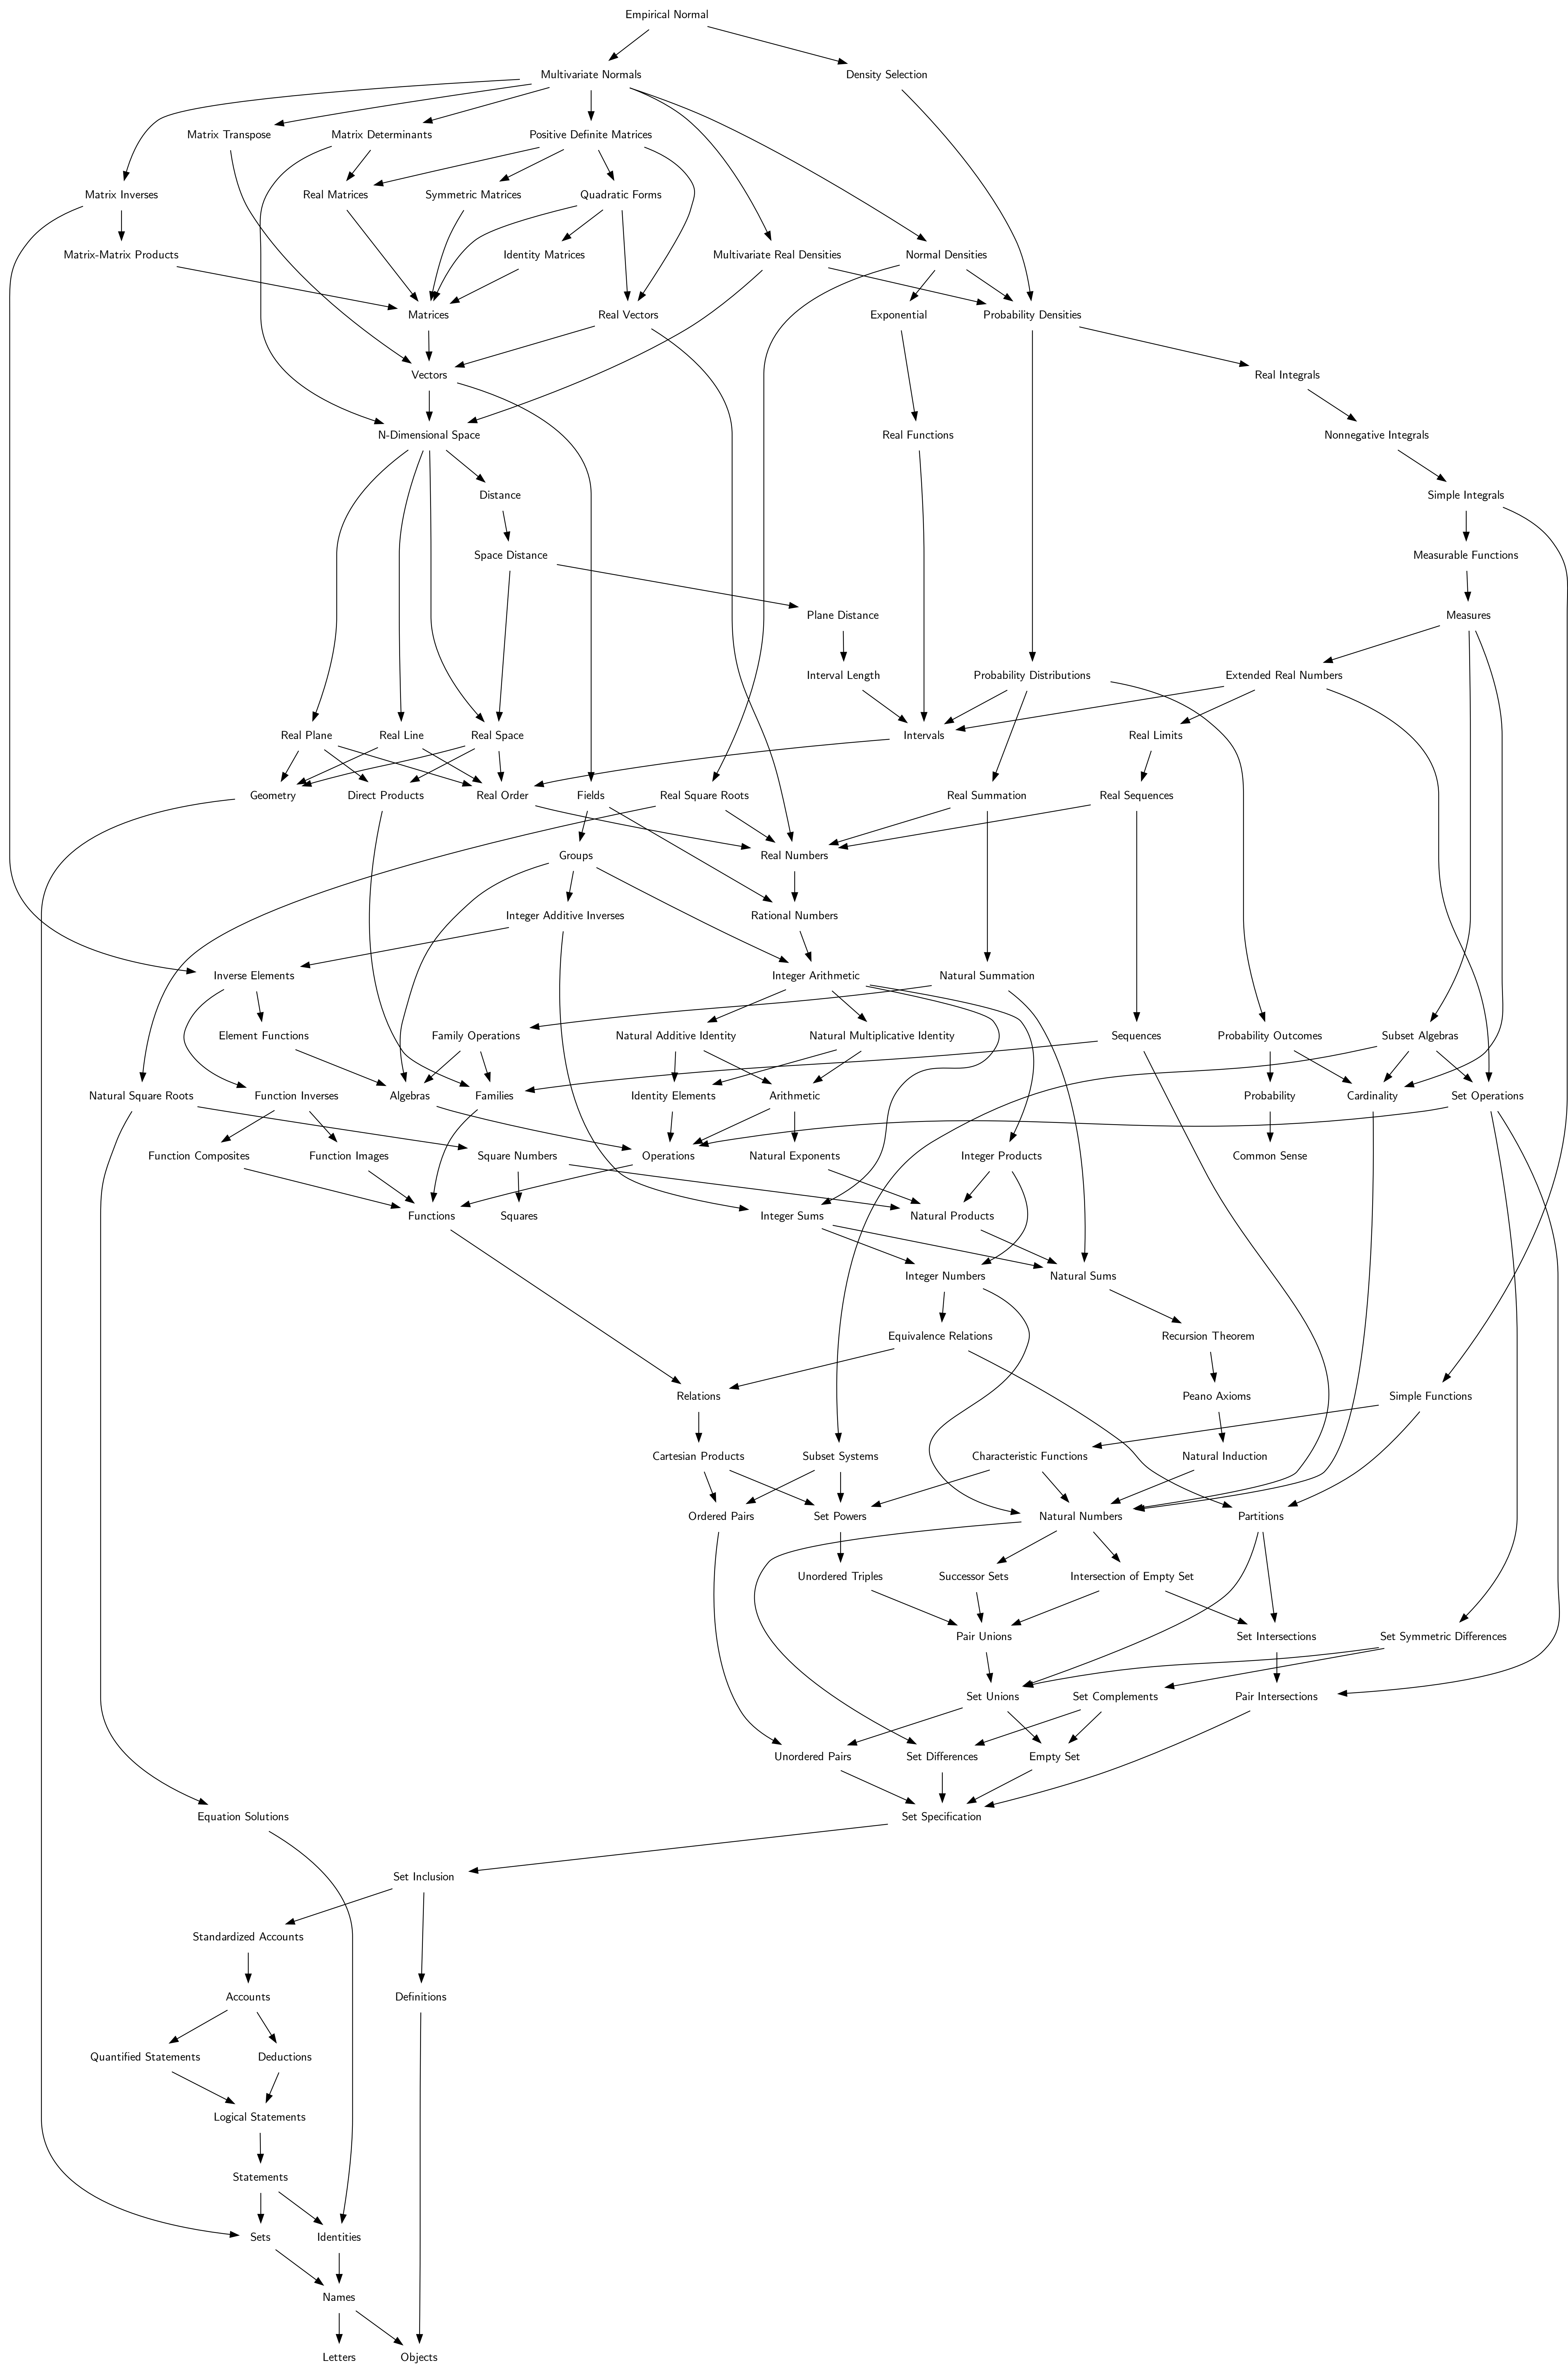 Empirical Normal
Multivariate Normals
Density Selection
Matrix Transpose
Matrix Determinants
Positive Definite Matrices
Matrix Inverses
Real Matrices
Symmetric Matrices
Quadratic Forms
Matrix-Matrix Products
Identity Matrices
Multivariate Real Densities
Normal Densities
Matrices
Real Vectors
Exponential
Probability Densities
Vectors
Real Integrals
N-Dimensional Space
Real Functions
Nonnegative Integrals
Distance
Simple Integrals
Space Distance
Measurable Functions
Plane Distance
Measures
Interval Length
Probability Distributions
Extended Real Numbers
Real Plane
Real Line
Real Space
Intervals
Real Limits
Geometry
Direct Products
Real Order
Fields
Real Square Roots
Real Summation
Real Sequences
Groups
Real Numbers
Integer Additive Inverses
Rational Numbers
Inverse Elements
Integer Arithmetic
Natural Summation
Element Functions
Family Operations
Natural Additive Identity
Natural Multiplicative Identity
Sequences
Probability Outcomes
Subset Algebras
Natural Square Roots
Function Inverses
Algebras
Families
Identity Elements
Arithmetic
Probability
Cardinality
Set Operations
Function Composites
Function Images
Square Numbers
Operations
Natural Exponents
Integer Products
Common Sense
Functions
Squares
Integer Sums
Natural Products
Integer Numbers
Natural Sums
Equivalence Relations
Recursion Theorem
Relations
Peano Axioms
Simple Functions
Cartesian Products
Subset Systems
Characteristic Functions
Natural Induction
Ordered Pairs
Set Powers
Natural Numbers
Partitions
Unordered Triples
Successor Sets
Intersection of Empty Set
Pair Unions
Set Intersections
Set Symmetric Differences
Set Unions
Set Complements
Pair Intersections
Unordered Pairs
Set Differences
Empty Set
Equation Solutions
Set Specification
Set Inclusion
Standardized Accounts
Accounts
Definitions
Quantified Statements
Deductions
Logical Statements
Statements
Sets
Identities
Names
Letters
Objects